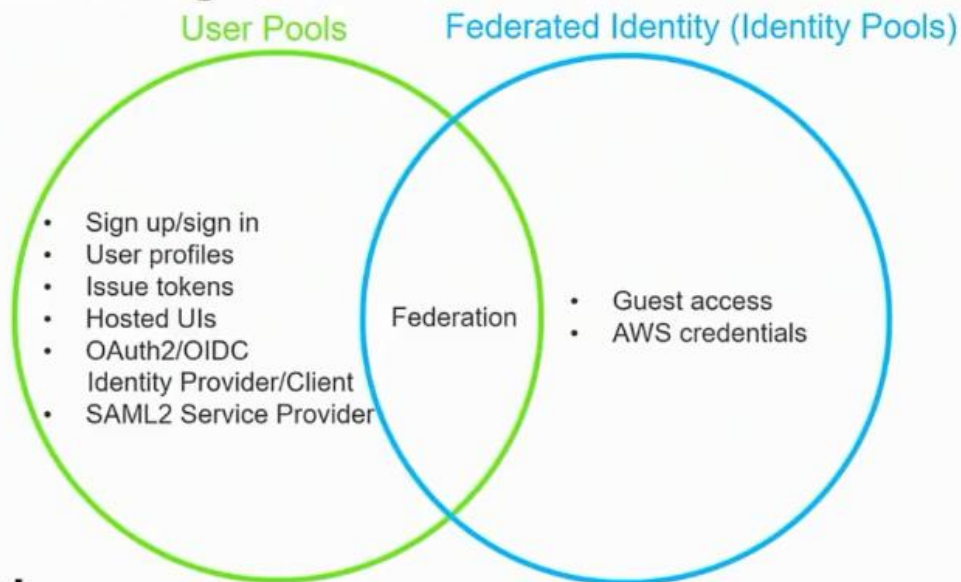 User Pools
Federated Identity (Identity Pools)
• Sign up/sign in
• User profiles
• Issue tokens
• Hosted UIs
• OAuth2/OIDC
Identity Provider/Client
• SAML2 Service Provider
Federation
• Guest access
• AWS credentials